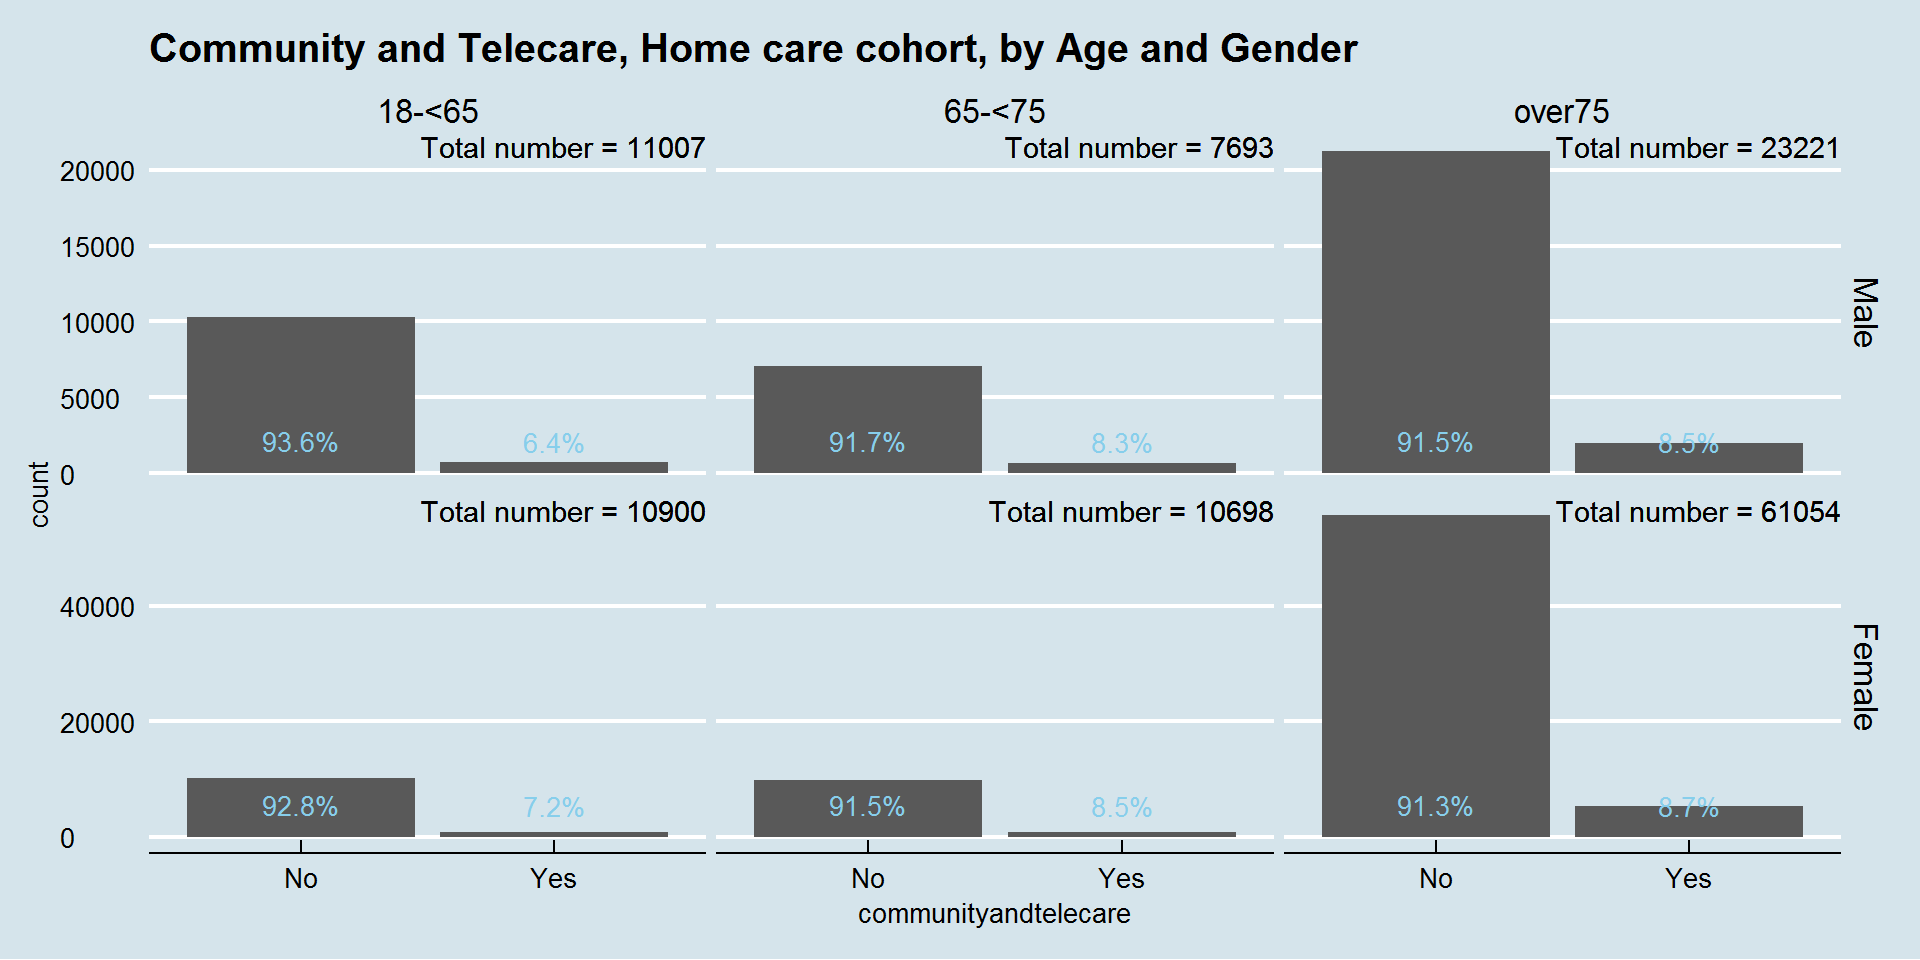 Community and Telecare, Home care cohort, by Age and Gender
18-<65
65-<75
over75
Total number = 11007
Total number = 7693
Total number = 23221
20000
15000
10000
5000
0
93.6%
6.4%
91.7%
8.3%
91.5%
8.5%
Male
count
Total number = 10900
Total number = 10698
Total number = 61054
40000
20000
0
92.8%
7.2%
91.5%
8.5%
91.3%
8.7%
Female
No
Yes
No
Yes
No
Yes
communityandtelecare